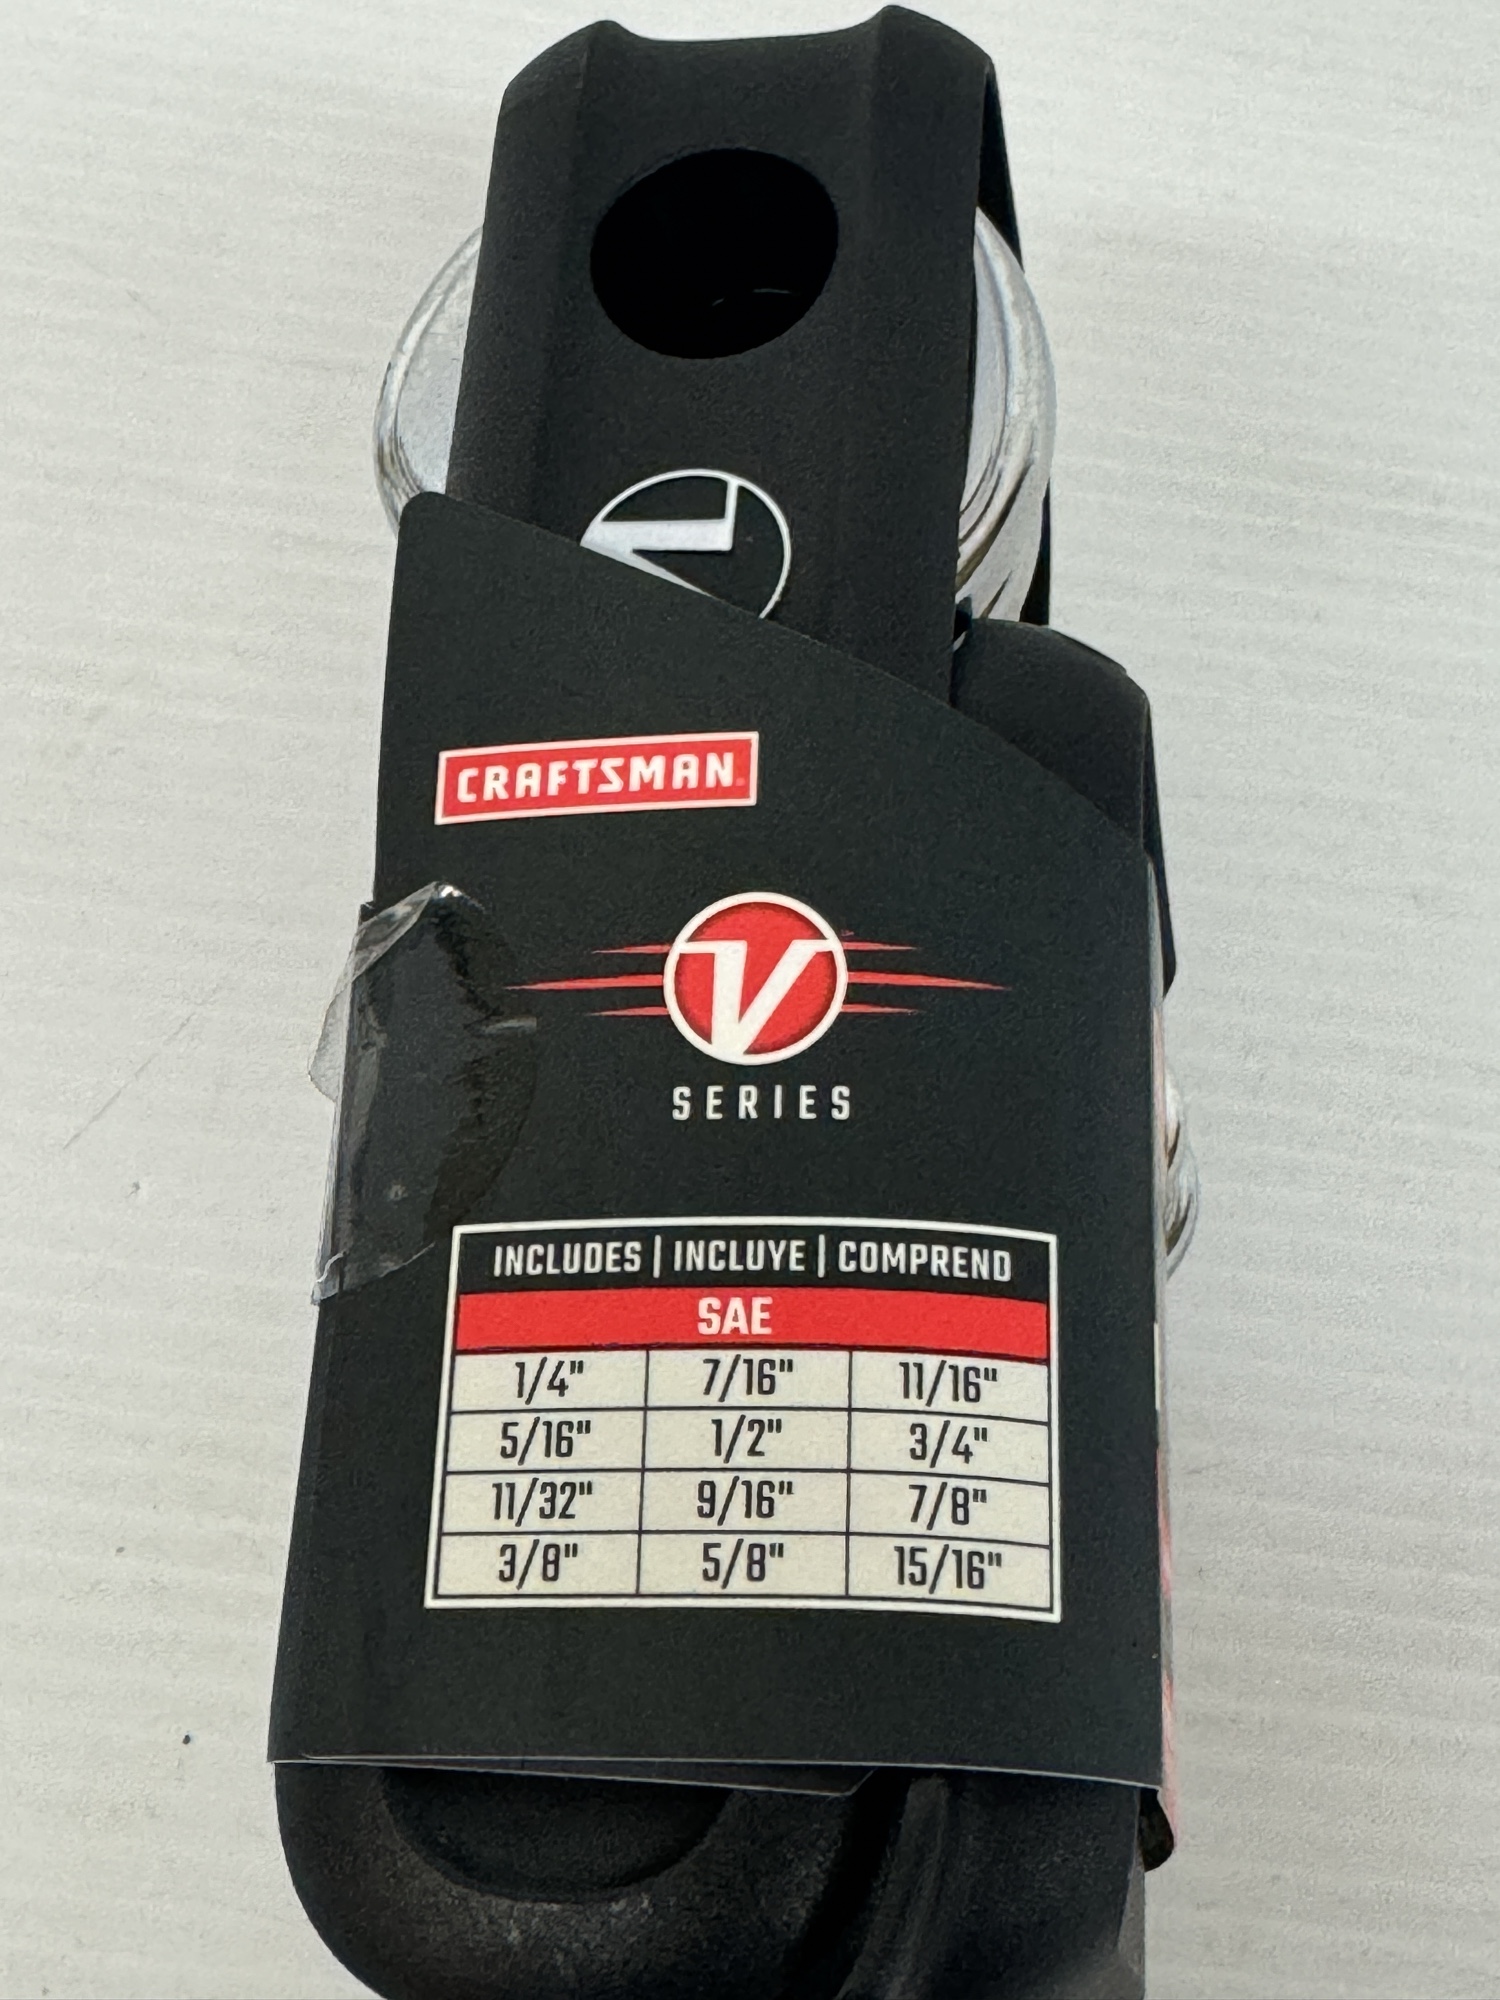 CRAFTSMAN
V
SERIES
INCLUDES | INCLUYE | COMPREND
SAE
1/4" 7/16" 11/16"
5/16" 1/2" 3/4"
11/32" 9/16" 7/8"
3/8" 5/8" 15/16"